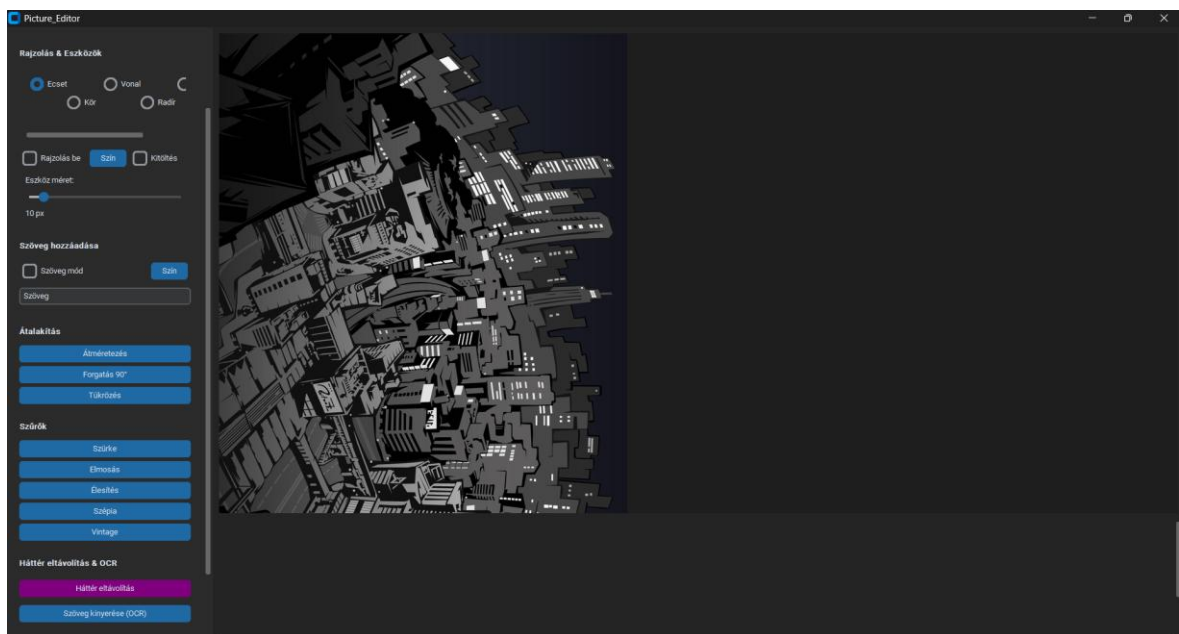 Picture_Editor
Rajzolás & Eszközök
Ecset Vonal
Kör Radír
Rajzolás be Szín Kitöltés
Eszköz méret:
10 px
Szöveg hozzáadása
Szöveg mód Szín
Szöveg
Átalakítás
Átméretezés
Forgatás 90°
Tükrözés
Szűrők
Szürke
Elmosás
Élesítés
Szépia
Vintage
Háttér eltávolítás & OCR
Háttér eltávolítás
Szöveg kinyerése (OCR)